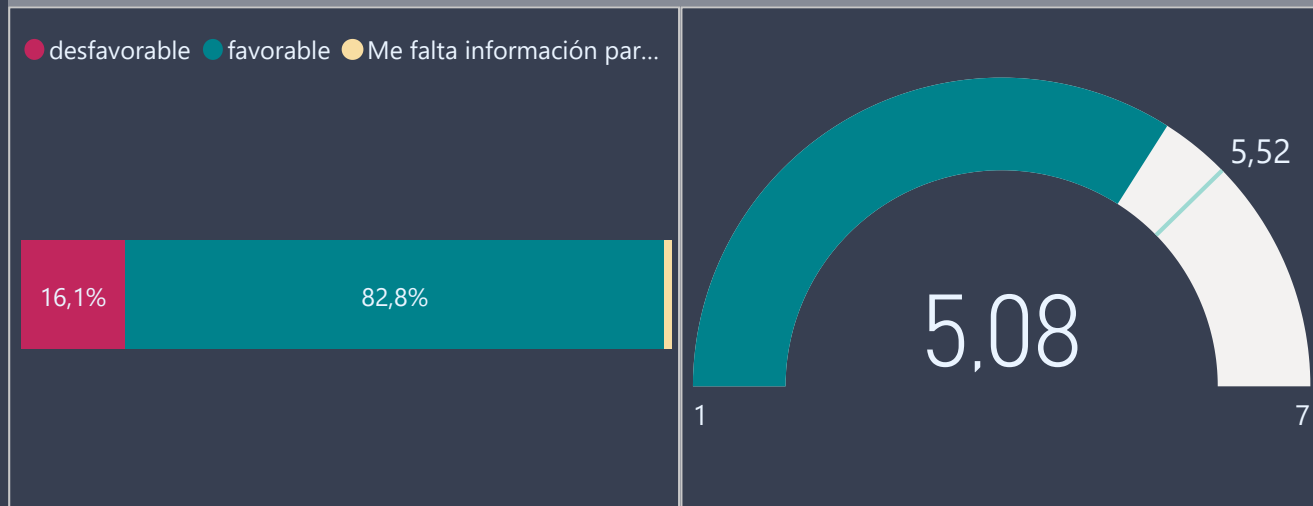 desfavorable favorable Me falta información par...
16,1% 82,8%
5,52
5,08
1 7